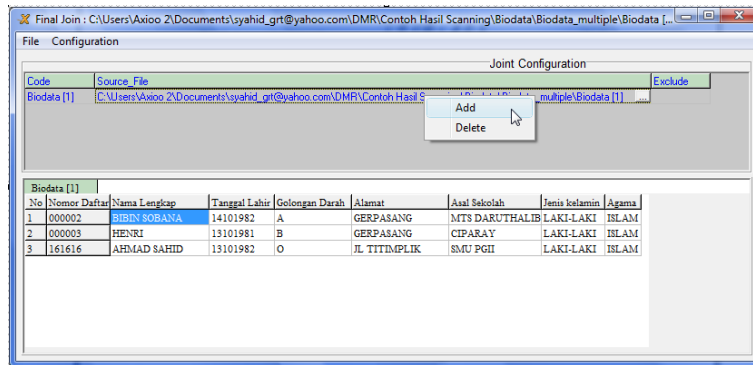 Final Join : C:\Users\Axioo 2\Documents\syahid_grt@yahoo.com\DMR\Contoh Hasil Scanning\Biodata\Biodata_multiple\Biodata [...
File Configuration
Joint Configuration
Code Source_File Exclude
Biodata [1] C:\Users\Axioo 2\Documents\syahid_grt@yahoo.com\DMR\Contoh Hasil multiple\Biodata [1] ...
Add
Delete
Biodata [1]
No Nomor Daftar Nama Lengkap Tanggal Lahir Golongan Darah Alamat Asal Sekolah Jenis kelamin Agama
1 000002 BIBIN SOBANA 14101982 A GERPASANG MTS DARUTHALIB LAKI-LAKI ISLAM
2 000003 HENRI 13101981 B GERPASANG CIPARAY LAKI-LAKI ISLAM
3 161616 AHMAD SAHID 13101982 O JL TITIMPLIK SMU PGII LAKI-LAKI ISLAM